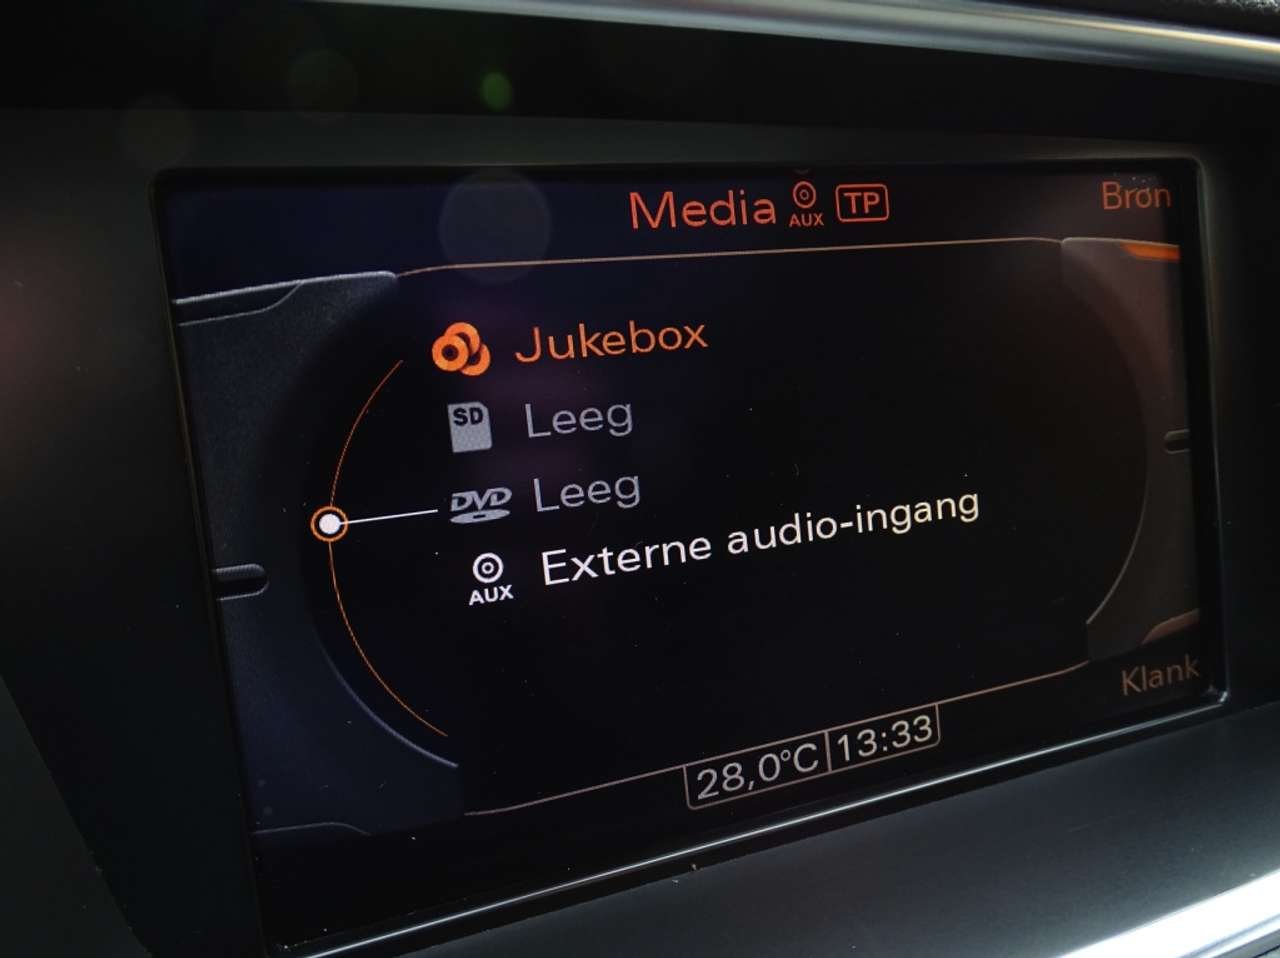 Media AUX TP
Bron
Jukebox
SD Leeg
DVD Leeg
AUX Externe audio-ingang
Klank
28,0°C 13:33